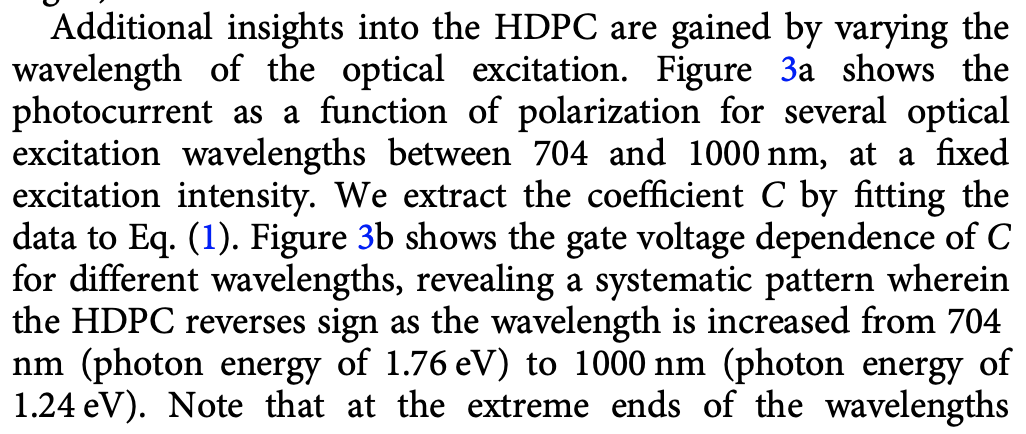 Additional insights into the HDPC are gained by varying the
wavelength of the optical excitation. Figure 3a shows the
photocurrent as a function of polarization for several optical
excitation wavelengths between 704 and 1000 nm, at a fixed
excitation intensity. We extract the coefficient C by fitting the
data to Eq. (1). Figure 3b shows the gate voltage dependence of C
for different wavelengths, revealing a systematic pattern wherein
the HDPC reverses sign as the wavelength is increased from 704
nm (photon energy of 1.76 eV) to 1000 nm (photon energy of
1.24 eV). Note that at the extreme ends of the wavelengths